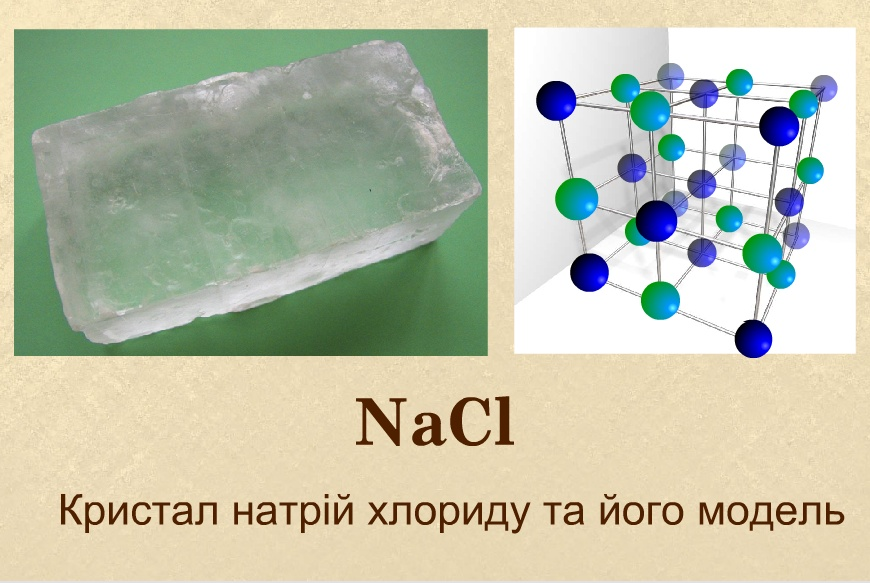 NaCl
Кристал натрій хлориду та його модель